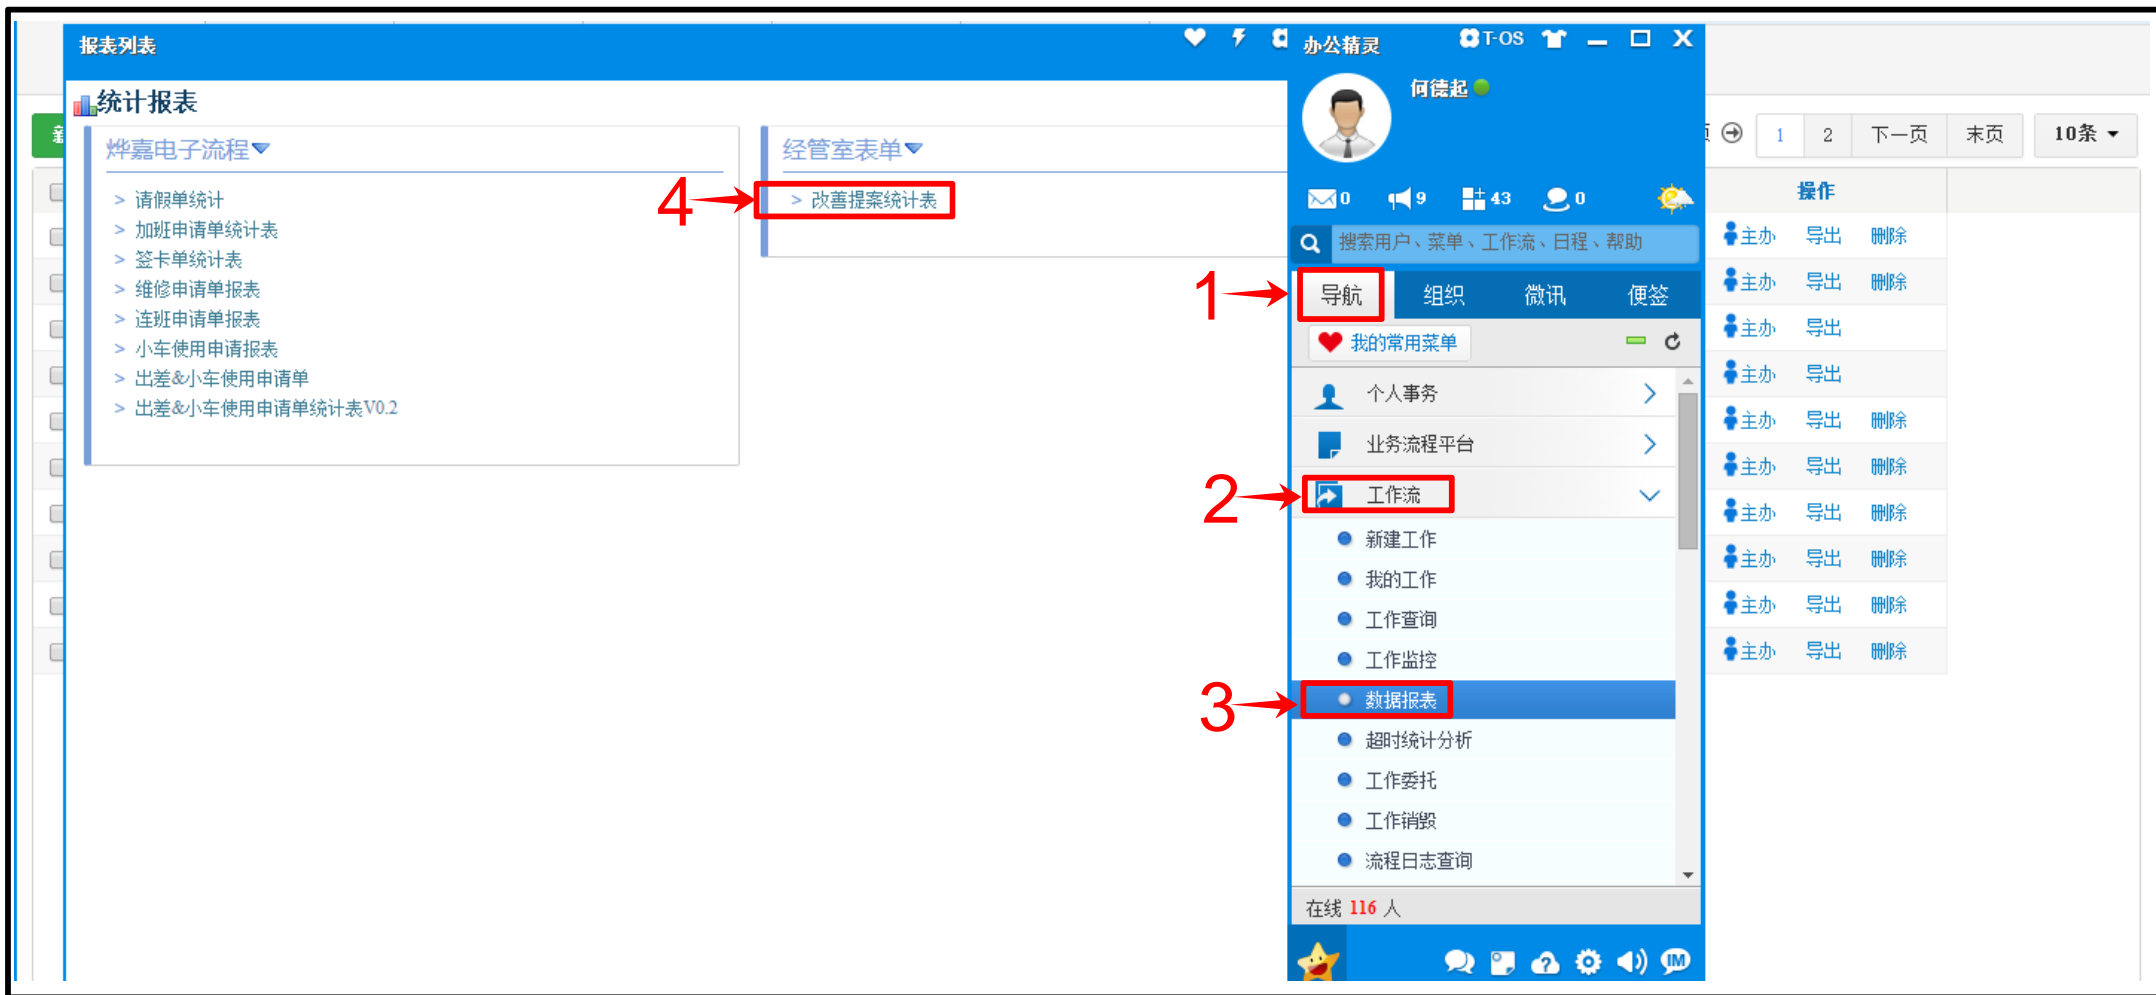 报表列表
统计报表
烨嘉电子流程
> 请假单统计
> 加班申请单统计表
> 签卡单统计表
> 维修申请单报表
> 连班申请单报表
> 小车使用申请报表
> 出差&小车使用申请单
> 出差&小车使用申请单统计表V0.2
经管室表单
4
> 改善提案统计表
办公精灵
T-OS
何德起
0 9 43 0
搜索用户、菜单、工作流、日程、帮助
1
导航 组织 微讯 便签
我的常用菜单
个人事务
业务流程平台
2
工作流
新建工作
我的工作
工作查询
工作监控
3
数据报表
超时统计分析
工作委托
工作销毁
流程日志查询
在线 116 人
IM
1 2 下一页 末页 10条
操作
主办 导出 删除
主办 导出 删除
主办 导出
主办 导出
主办 导出 删除
主办 导出 删除
主办 导出 删除
主办 导出 删除
主办 导出 删除
主办 导出 删除